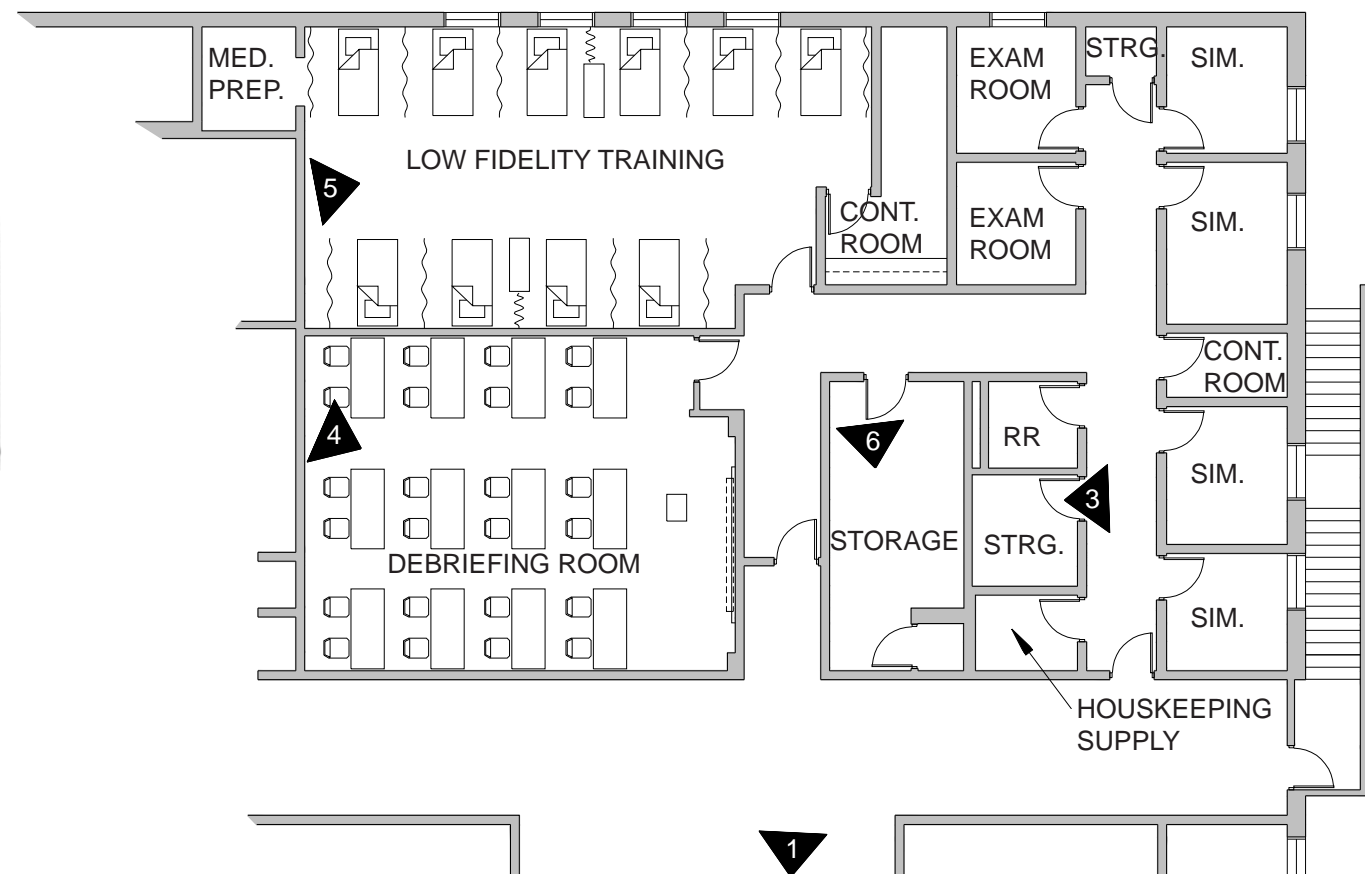 MED.
PREP.
EXAM
ROOM
STRG.
SIM.
LOW FIDELITY TRAINING
5
CONT.
ROOM
EXAM
ROOM
SIM.
CONT.
ROOM
4
6
RR
SIM.
3
STORAGE
STRG.
DEBRIEFING ROOM
SIM.
HOUSKEEPING
SUPPLY
1